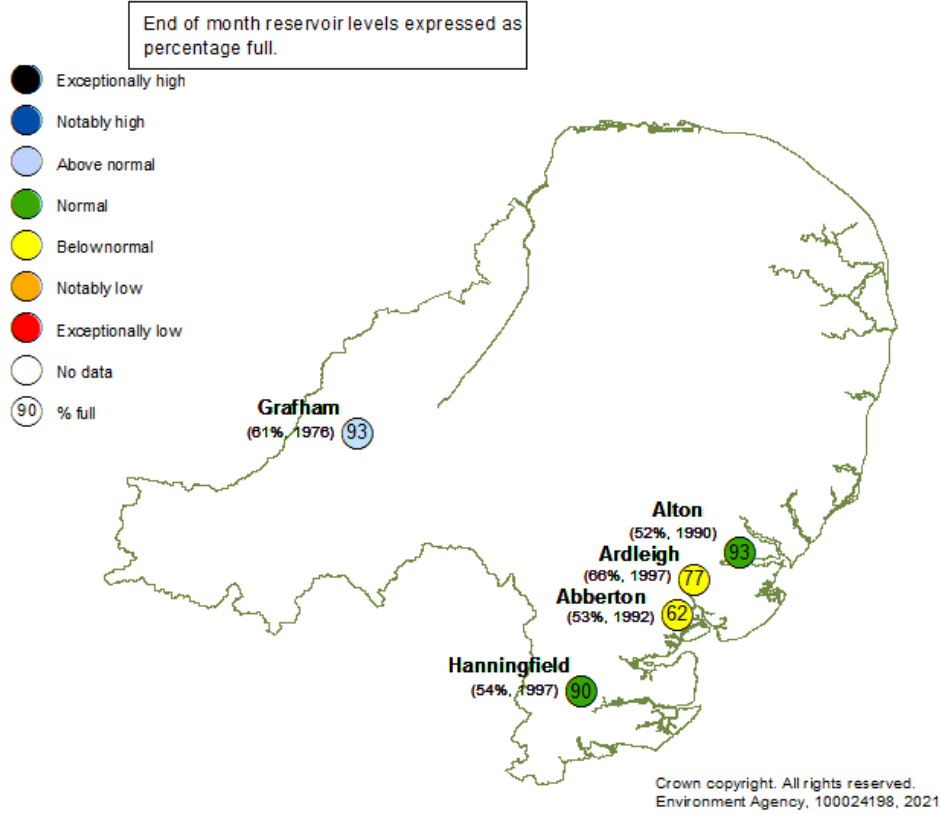 End of month reservoir levels expressed as
percentage full.
Exceptionally high
Notably high
Above normal
Normal
Below normal
Notably low
Exceptionally low
No data
90 % full
Grafham
(61%, 1976) 93
Alton
(52%, 1990)
93
Ardleigh
(66%, 1997) 77
Abberton
(53%, 1992) 62
Hanningfield
(54%, 1997) 90
Crown copyright. All rights reserved.
Environment Agency, 100024198, 2021